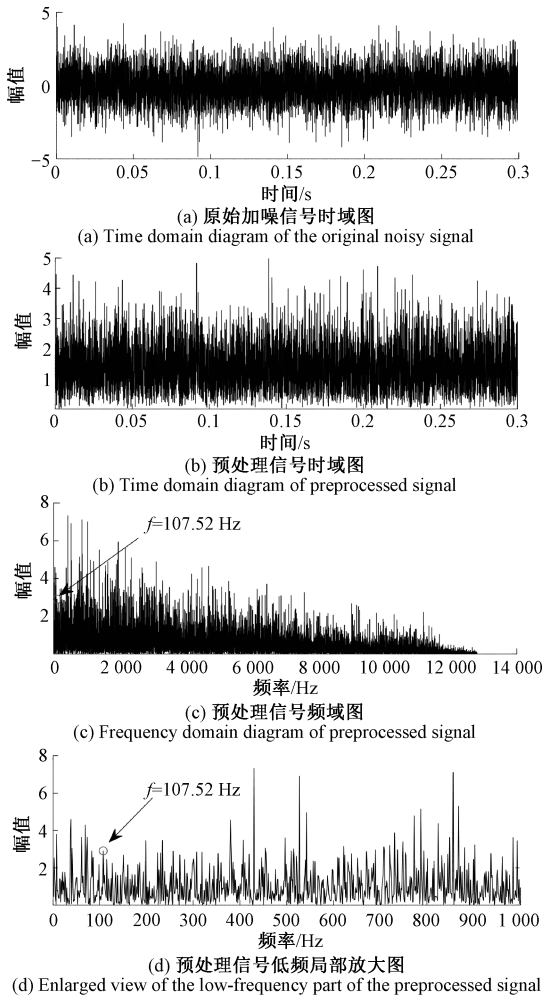 5
0
−5
幅值
0 0.05 0.1 0.15 0.2 0.25 0.3
时间/s
(a) 原始加噪信号时域图
(a) Time domain diagram of the original noisy signal
5
4
3
2
1
幅值
0 0.05 0.1 0.15 0.20 0.25 0.3
时间/s
(b) 预处理信号时域图
(b) Time domain diagram of preprocessed signal
8
6
4
2
幅值
f=107.52 Hz
0 2 000 4 000 6 000 8 000 10 000 12 000 14 000
频率/Hz
(c) 预处理信号频域图
(c) Frequency domain diagram of preprocessed signal
8
6
4
2
幅值
f=107.52 Hz
0 100 200 300 400 500 600 700 800 900 1 000
频率/Hz
(d) 预处理信号低频局部放大图
(d) Enlarged view of the low-frequency part of the preprocessed signal